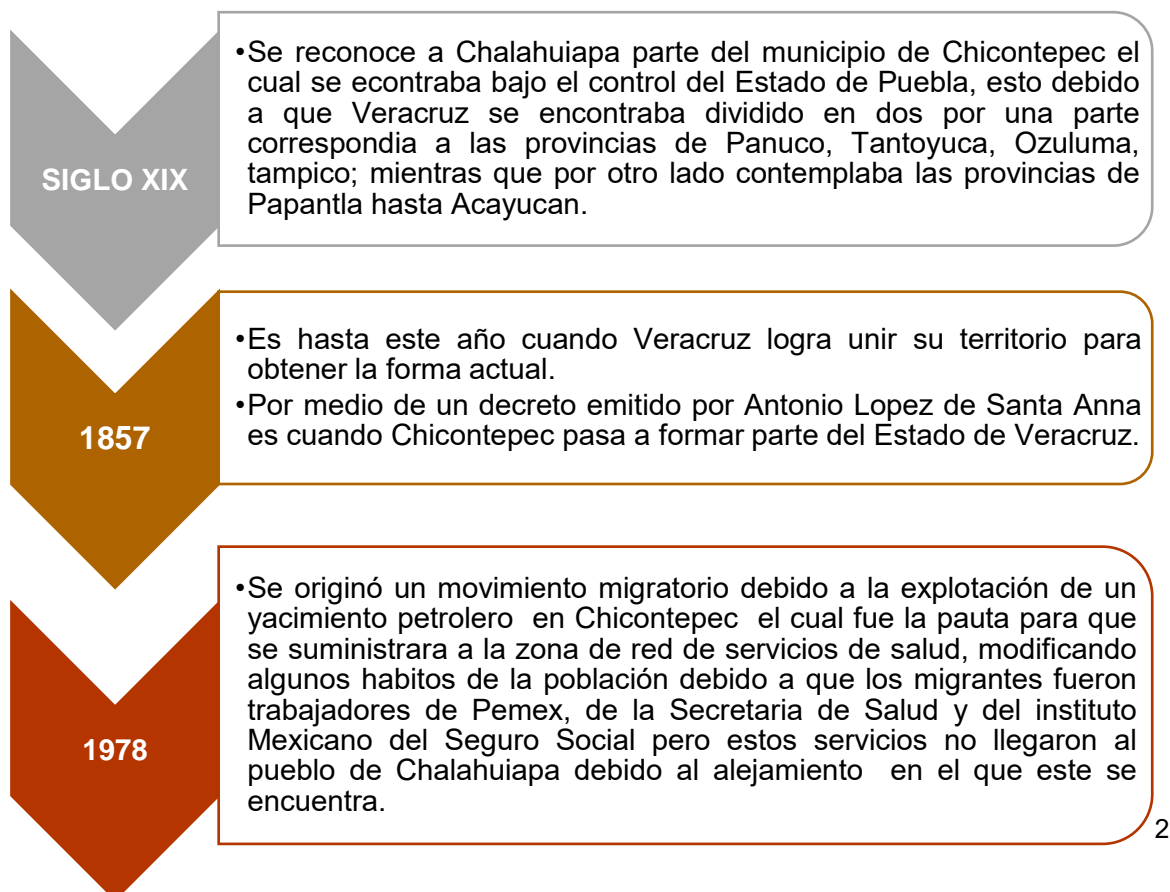 SIGLO XIX
•Se reconoce a Chalahuiapa parte del municipio de Chicontepec el
cual se econtraba bajo el control del Estado de Puebla, esto debido
a que Veracruz se encontraba dividido en dos por una parte
correspondia a las provincias de Panuco, Tantoyuca, Ozuluma,
tampico; mientras que por otro lado contemplaba las provincias de
Papantla hasta Acayucan.
1857
•Es hasta este año cuando Veracruz logra unir su territorio para
obtener la forma actual.
•Por medio de un decreto emitido por Antonio Lopez de Santa Anna
es cuando Chicontepec pasa a formar parte del Estado de Veracruz.
1978
•Se originó un movimiento migratorio debido a la explotación de un
yacimiento petrolero en Chicontepec el cual fue la pauta para que
se suministrara a la zona de red de servicios de salud, modificando
algunos habitos de la población debido a que los migrantes fueron
trabajadores de Pemex, de la Secretaria de Salud y del instituto
Mexicano del Seguro Social pero estos servicios no llegaron al
pueblo de Chalahuiapa debido al alejamiento en el que este se
encuentra.
2